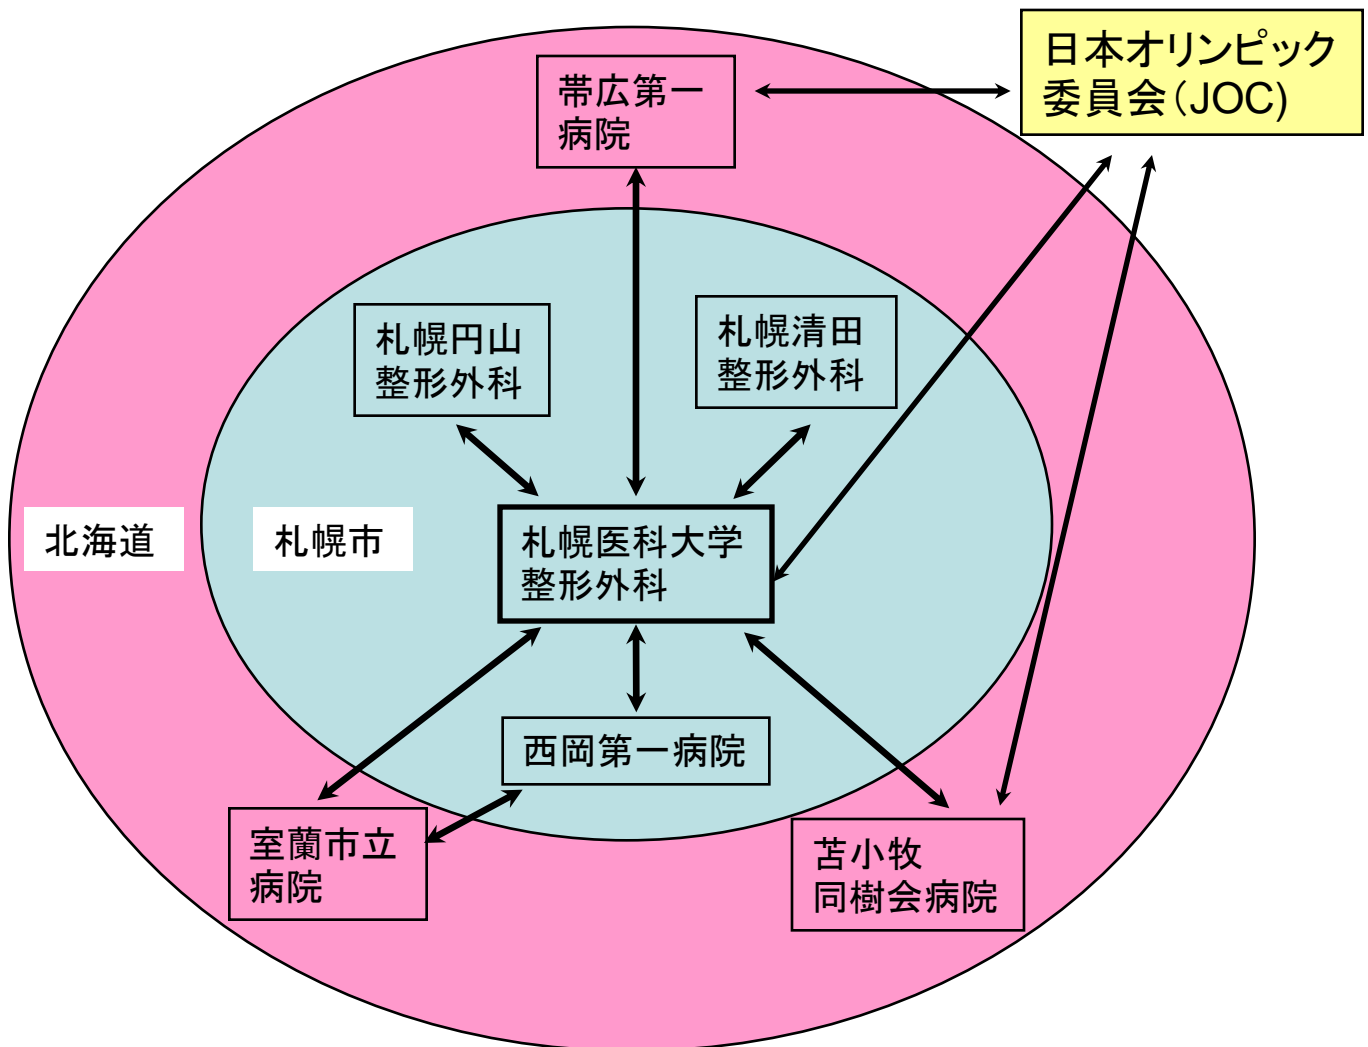 日本オリンピック
委員会(JOC)
帯広第一
病院
札幌円山
整形外科
札幌清田
整形外科
北海道
札幌市
札幌医科大学
整形外科
西岡第一病院
室蘭市立
病院
苫小牧
同樹会病院